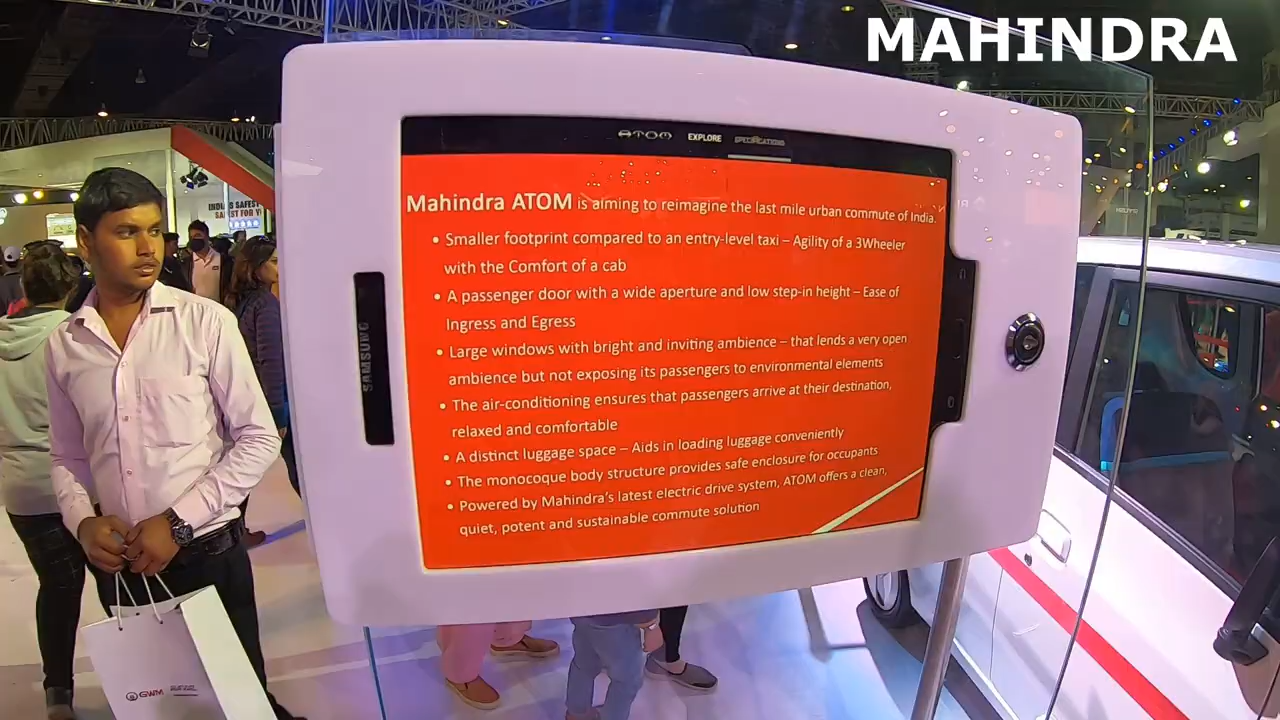 MAHINDRA
ATOM EXPLORE SPECIFICATIONS
Mahindra ATOM is aiming to reimagine the last mile urban commute of India.
• Smaller footprint compared to an entry-level taxi – Agility of a 3Wheeler
with the Comfort of a cab
• A passenger door with a wide aperture and low step-in height – Ease of
Ingress and Egress
• Large windows with bright and inviting ambience – that lends a very open
ambience but not exposing its passengers to environmental elements
• The air-conditioning ensures that passengers arrive at their destination,
relaxed and comfortable
• A distinct luggage space – Aids in loading luggage conveniently
• The monocoque body structure provides safe enclosure for occupants
• Powered by Mahindra's latest electric drive system, ATOM offers a clean,
quiet, potent and sustainable commute solution
SAMSUNG
GWM